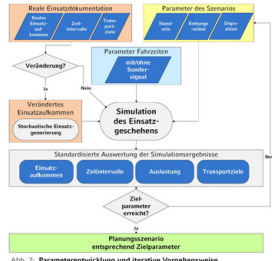 Reale Einsatzdokumentation
Reales
Einsatz-
auf-
kommen
Zeit-
intervalle
Trans-
port-
ziele
Parameter des Szenarios
Stand-
orte
Rettungs-
mittel
Dispo-
sition
Parameter Fahrzeiten
mit/ohne
Sonder-
signal
Veränderung?
Nein
Ja
Verändertes
Einsatzaufkommen
Stochastische Einsatz-
generierung
Simulation
des Einsatz-
geschehens
Standardisierte Auswertung der Simulationsergebnisse
Einsatz-
aufkommen
Zeitintervalle
Auslastung
Transportziele
Ziel-
parameter
erreicht?
Ja
Planungsszenario
entsprechend Zielparameter
Abb. 2: Parameterentwicklung und iterative Vorgehensweise